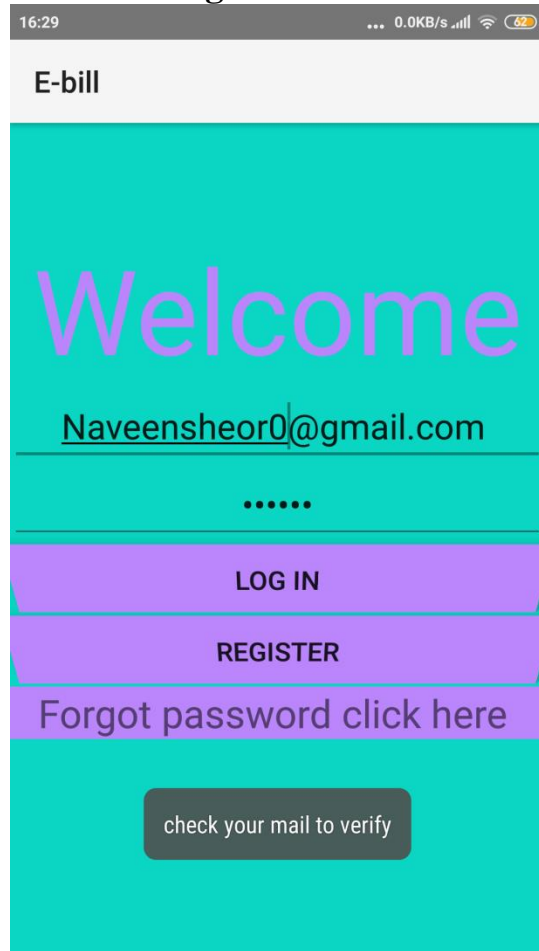 16:29 ... 0.0KB/s 62
E-bill
Welcome
Naveensheor0@gmail.com
••••••
LOG IN
REGISTER
Forgot password click here
check your mail to verify